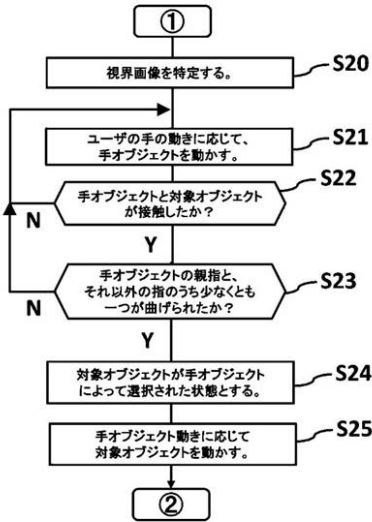 ①
視界画像を特定する。
S20
ユーザの手の動きに応じて、
手オブジェクトを動かす。
S21
手オブジェクトと対象オブジェクト
が接触したか？
S22
N
Y
手オブジェクトの親指と、
それ以外の指のうち少なくとも
一つが曲げられたか？
S23
N
Y
対象オブジェクトが手オブジェクト
によって選択された状態とする。
S24
手オブジェクト動きに応じて
対象オブジェクトを動かす。
S25
②